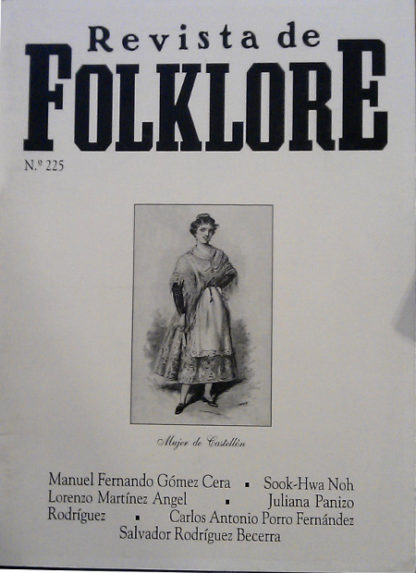 Revista de
FOLKLORE
N.º 225
Mujer de Castellón
Manuel Fernando Gómez Cera ▪ Sook-Hwa Noh
Lorenzo Martínez Angel ▪ Juliana Panizo
Rodríguez ▪ Carlos Antonio Porro Fernández
Salvador Rodríguez Becerra